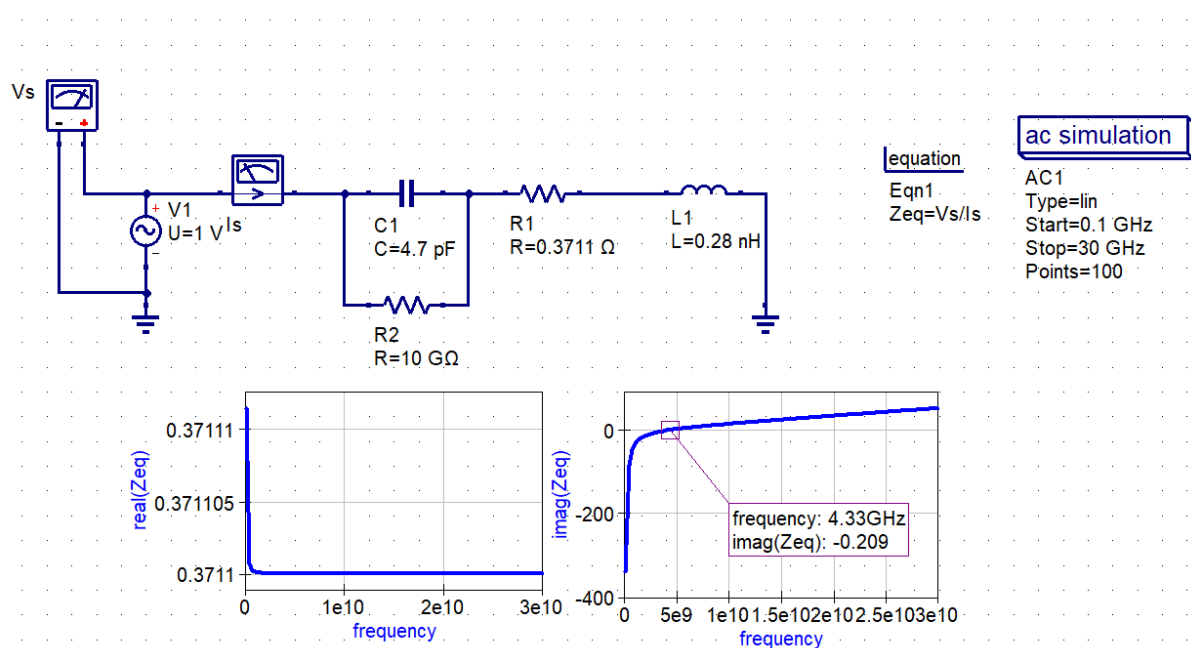 Vs
- +
+
V1
U=1 V
Is
–
C1
C=4.7 pF
R2
R=10 GΩ
R1
R=0.3711 Ω
L1
L=0.28 nH
equation
Eqn1
Zeq=Vs/Is
ac simulation
AC1
Type=lin
Start=0.1 GHz
Stop=30 GHz
Points=100
real(Zeq)
0.37111
0.3711105
0.3711
0 1e10 2e10 3e10
frequency
imag(Zeq)
0
-200
-400
frequency: 4.33GHz
imag(Zeq): -0.209
0 5e9 1e10 1.5e10 2e10 2.5e10 3e10
frequency